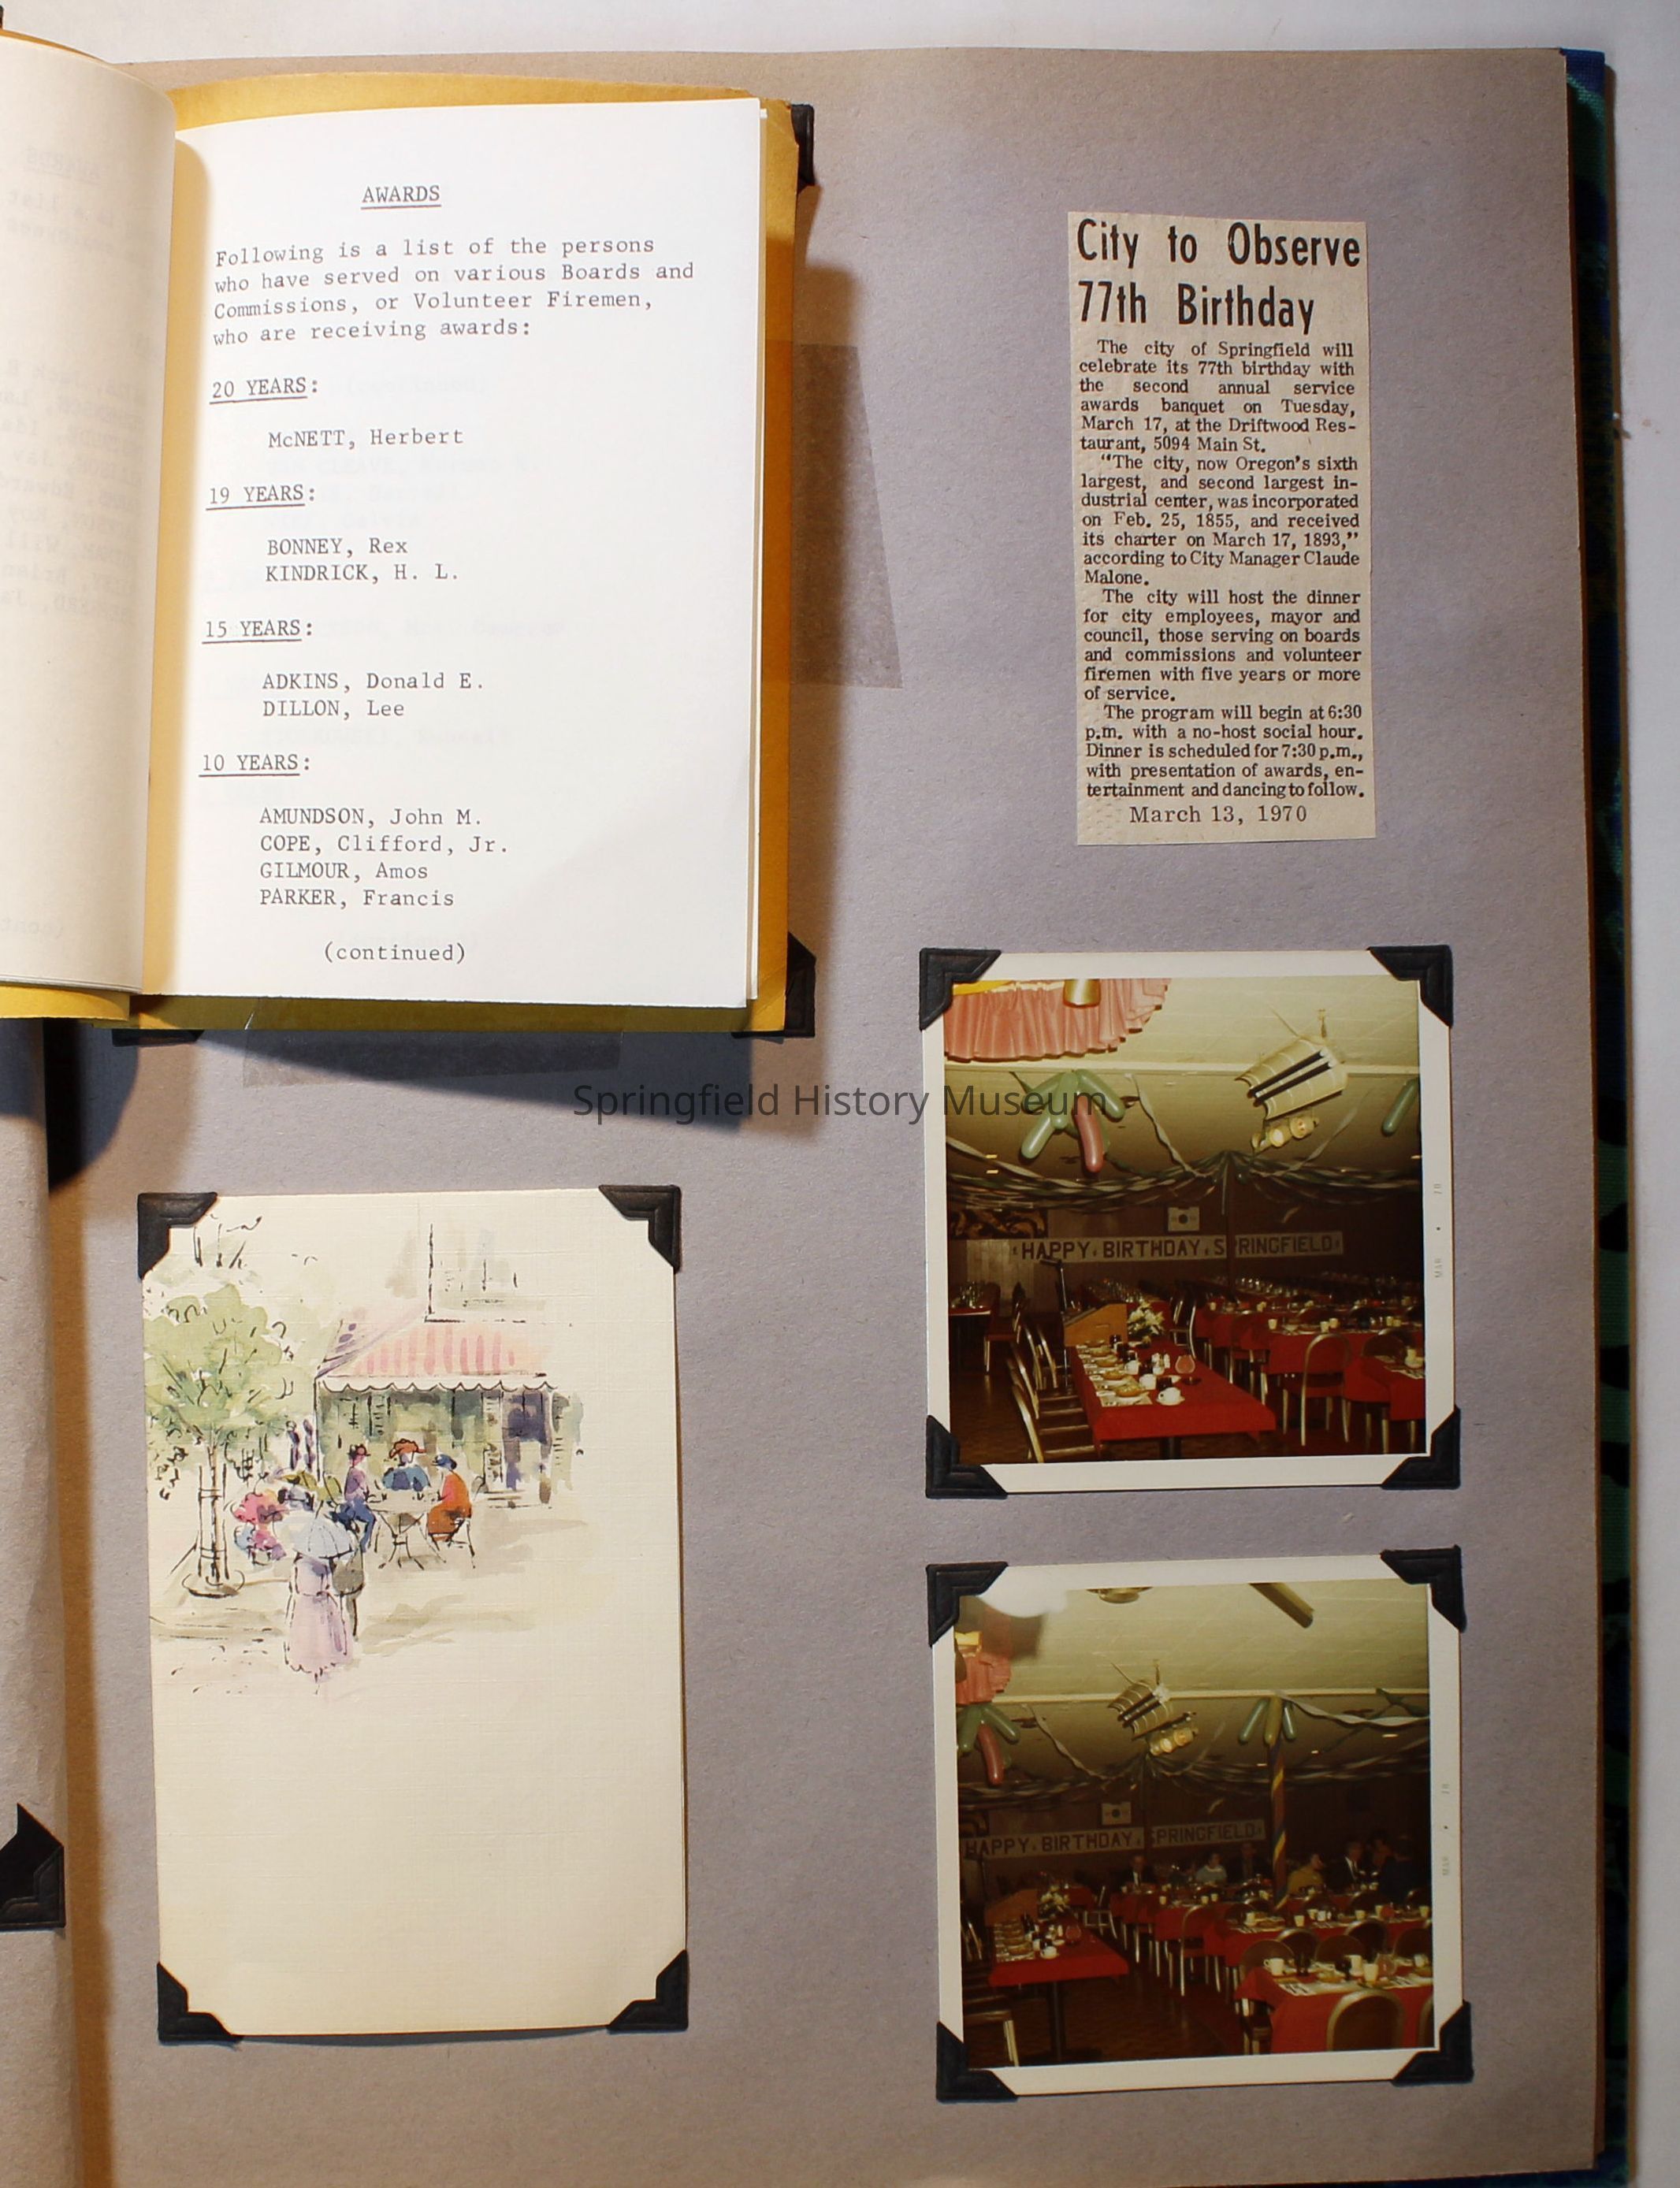 AWARDS
Following is a list of the persons
who have served on various Boards and
Commissions, or Volunteer Firemen,
who are receiving awards:
20 YEARS:
McNETT, Herbert
19 YEARS:
BONNEY, Rex
KINDRICK, H. L.
15 YEARS:
ADKINS, Donald E.
DILLON, Lee
10 YEARS:
AMUNDSON, John M.
COPE, Clifford, Jr.
GILMOUR, Amos
PARKER, Francis
(continued)
City to Observe
77th Birthday
The city of Springfield will
celebrate its 77th birthday with
the second annual service
awards banquet on Tuesday,
March 17, at the Driftwood Res-
taurant, 5094 Main St.
"The city, now Oregon's sixth
largest, and second largest in-
dustrial center, was incorporated
on Feb. 25, 1855, and received
its charter on March 17, 1893,"
according to City Manager Claude
Malone.
The city will host the dinner
for city employees, mayor and
council, those serving on boards
and commissions and volunteer
firemen with five years or more
of service.
The program will begin at 6:30
p.m. with a no-host social hour.
Dinner is scheduled for 7:30 p.m.,
with presentation of awards, en-
tertainment and dancing to follow.
March 13, 1970
Springfield History Museum
HAPPY BIRTHDAY SPRINGFIELD
MAR • 70
HAPPY BIRTHDAY SPRINGFIELD
MAR • 70